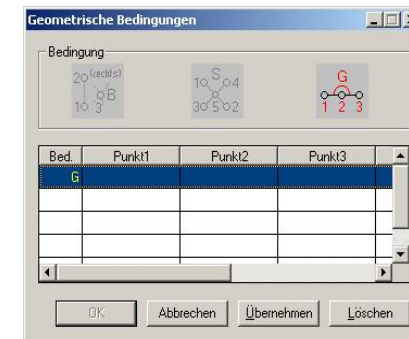 Geometrische Bedingungen
Bedingung
2 (rechts) B 1 3
1 S 4 3 5 2
G 1 2 3
Bed. Punkt1 Punkt2 Punkt3
G
OK Abbrechen Übernehmen Löschen